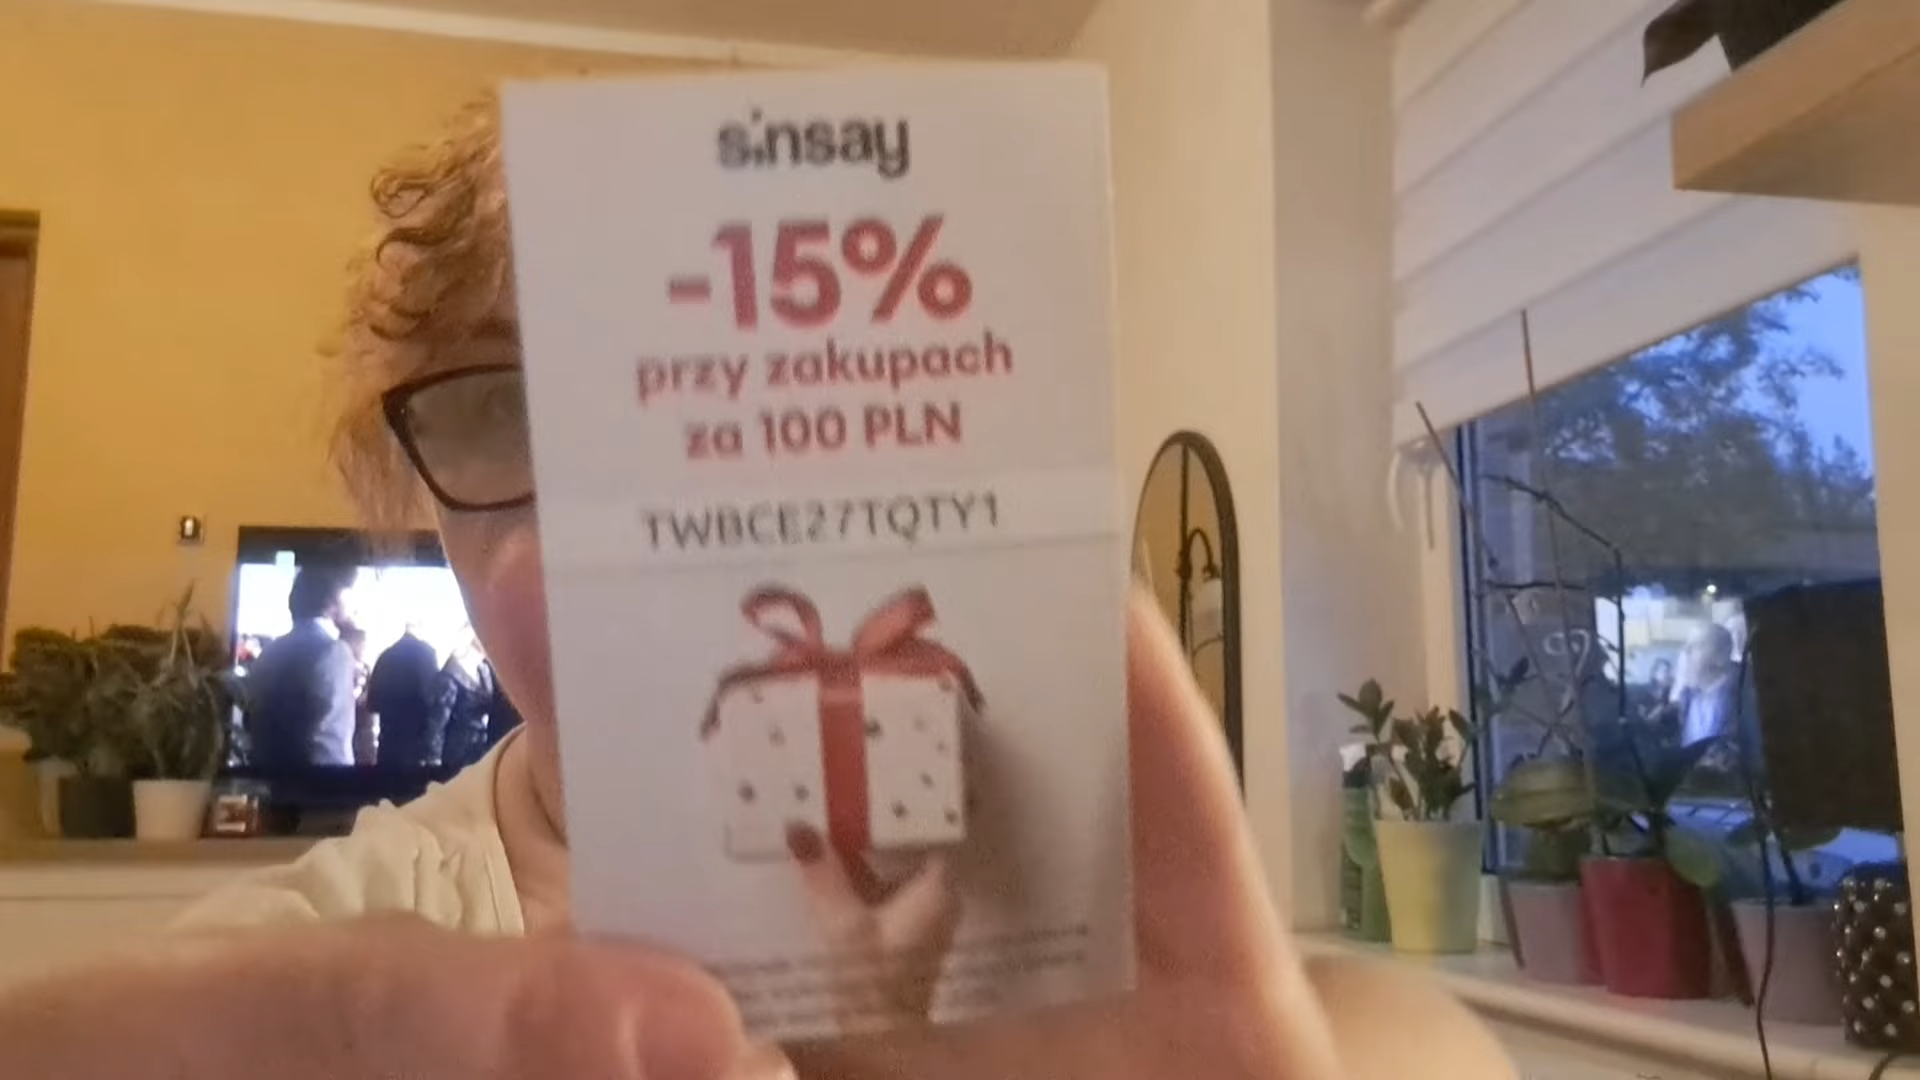 sinsay
-15%
przy zakupach
za 100 PLN
TWBCE27TQTY1